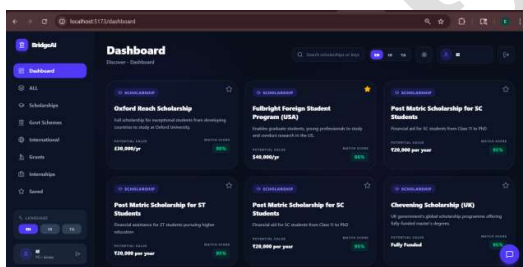 localhost:5173/dashboard
BridgeAI
Dashboard
ALL
Scholarships
Govt Schemes
International
Grants
Internships
Saved
LANGUAGE
EN
HI
TA
Dashboard
Discover - Dashboard
Search scholarships or keyw
EN HI TA
SCHOLARSHIP
Oxford Reach Scholarship
Full scholarship for exceptional students from developing
countries to study at Oxford University.
POTENTIAL VALUE
MATCH SCORE
£30,000/yr
SCHOLARSHIP
Fulbright Foreign Student
Program (USA)
Enables graduate students, young professionals to study
and conduct research in the US.
POTENTIAL VALUE
MATCH SCORE
$40,000/yr
SCHOLARSHIP
Post Matric Scholarship for SC
Students
Financial aid for SC students from Class 11 to PhD
POTENTIAL VALUE
MATCH SCORE
₹20,000 per year
SCHOLARSHIP
Post Matric Scholarship for ST
Students
Financial assistance for ST students pursuing higher
education.
POTENTIAL VALUE
MATCH SCORE
₹20,000 per year
SCHOLARSHIP
Post Matric Scholarship for SC
Students
Financial aid for SC students from Class 11 to PhD
POTENTIAL VALUE
MATCH SCORE
₹20,000 per year
SCHOLARSHIP
Chevening Scholarship (UK)
UK government's global scholarship programme offering
fully funded master's degrees.
POTENTIAL VALUE
MATCH SCORE
Fully Funded